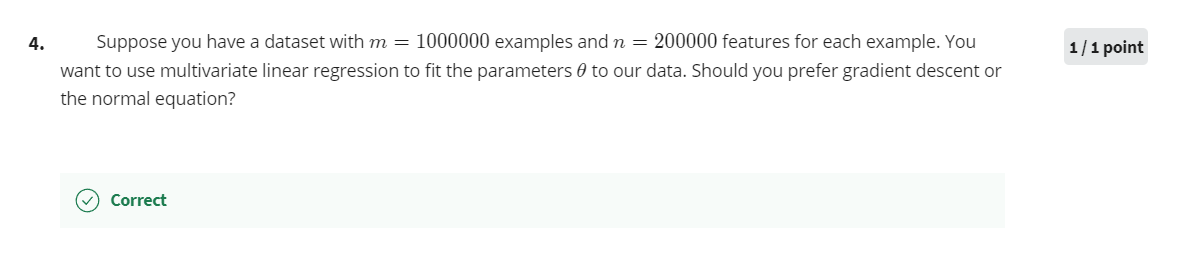 4. Suppose you have a dataset with m = 1000000 examples and n = 200000 features for each example. You
1 / 1 point
want to use multivariate linear regression to fit the parameters θ to our data. Should you prefer gradient descent or
the normal equation?
Correct